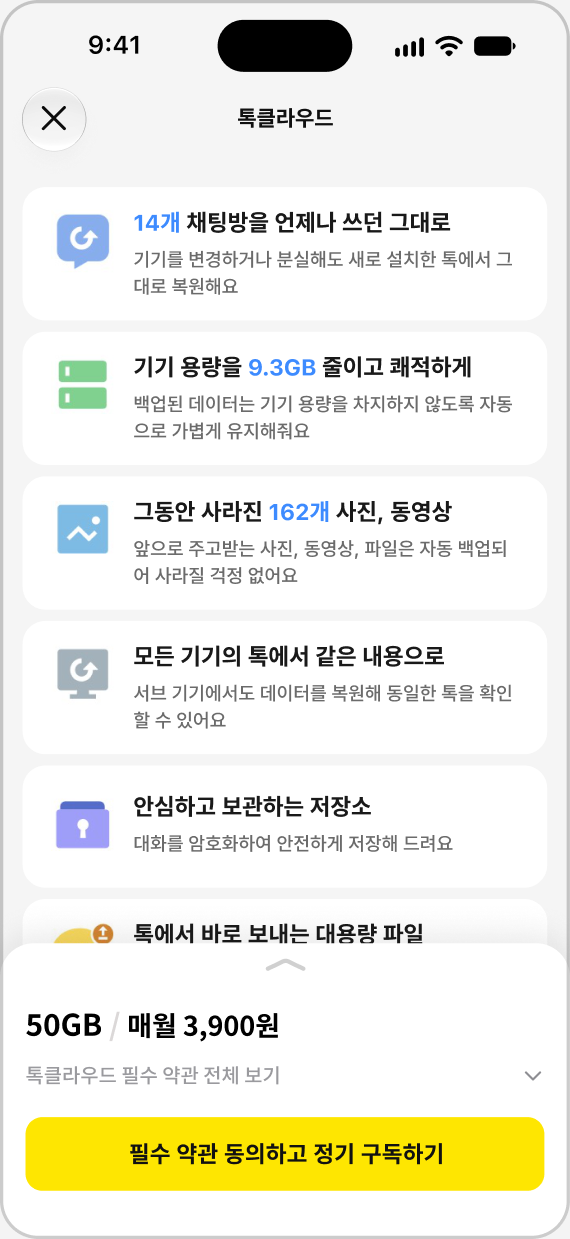 9:41
톡클라우드
14개 채팅방을 언제나 쓰던 그대로
기기를 변경하거나 분실해도 새로 설치한 톡에서 그
대로 복원해요
기기 용량을 9.3GB 줄이고 쾌적하게
백업된 데이터는 기기 용량을 차지하지 않도록 자동
으로 가볍게 유지해줘요
그동안 사라진 162개 사진, 동영상
앞으로 주고받는 사진, 동영상, 파일은 자동 백업되
어 사라질 걱정 없어요
모든 기기의 톡에서 같은 내용으로
서브 기기에서도 데이터를 복원해 동일한 톡을 확인
할 수 있어요
안심하고 보관하는 저장소
대화를 암호화하여 안전하게 저장해 드려요
톡에서 바로 보내는 대용량 파일
50GB / 매월 3,900원
톡클라우드 필수 약관 전체 보기
필수 약관 동의하고 정기 구독하기